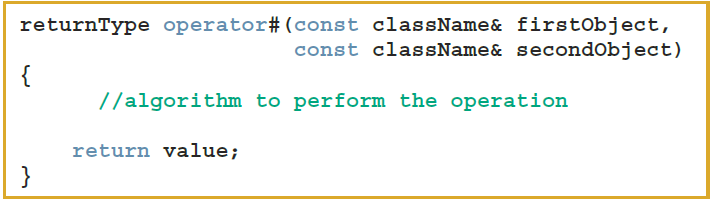 returnType operator#(const className& firstObject,
const className& secondObject)
{
//algorithm to perform the operation
return value;
}